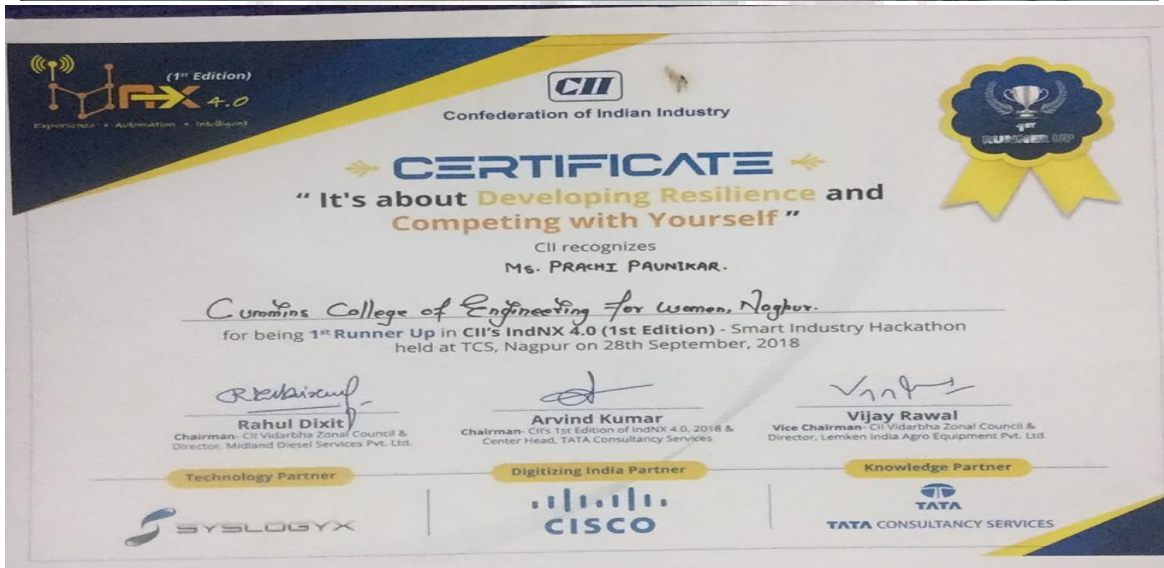 (1st Edition)
4.0
Experience • Automation • Intelligent
CII
Confederation of Indian Industry
1ST
RUNNER UP
CERTIFICATE
" It's about Developing Resilience and
Competing with Yourself "
CII recognizes
Ms. PRACHI PAUNIKAR.
Cummins College of Engineering for women, Nagpur.
for being 1st Runner Up in CII's IndNX 4.0 (1st Edition) - Smart Industry Hackathon
held at TCS, Nagpur on 28th September, 2018
Rahul Dixit
Chairman- CII Vidarbha Zonal Council &
Director, Midland Diesel Services Pvt. Ltd.
Arvind Kumar
Chairman- CII's 1st Edition of IndNX 4.0, 2018 &
Center Head, TATA Consultancy Services
Vijay Rawal
Vice Chairman- CII Vidarbha Zonal Council &
Director, Lemken India Agro Equipment Pvt. Ltd.
Technology Partner
Digitizing India Partner
Knowledge Partner
SYSLOGYX
CISCO
TATA
TATA CONSULTANCY SERVICES